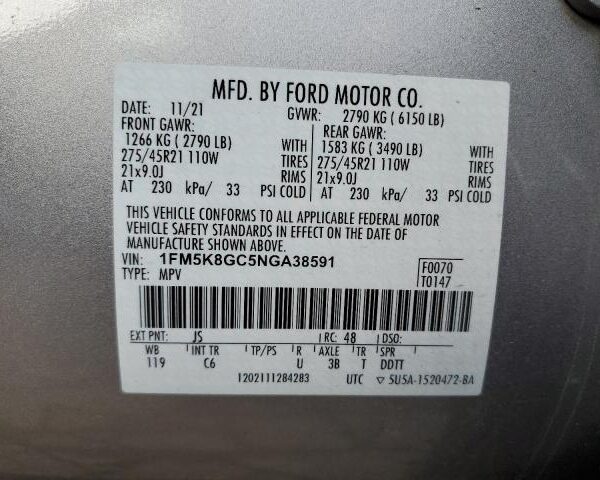 MFD. BY FORD MOTOR CO.
DATE: 11/21 GVWR: 2790 KG ( 6150 LB)
FRONT GAWR: REAR GAWR:
1266 KG ( 2790 LB) WITH 1583 KG ( 3490 LB) WITH
275/45R21 110W TIRES 275/45R21 110W TIRES
21x9.0J RIMS 21x9.0J RIMS
AT 230 kPa/ 33 PSI COLD AT 230 kPa/ 33 PSI COLD
THIS VEHICLE CONFORMS TO ALL APPLICABLE FEDERAL MOTOR
VEHICLE SAFETY STANDARDS IN EFFECT ON THE DATE OF
MANUFACTURE SHOWN ABOVE.
VIN: 1FM5K8GC5NGA38591 F0070
TYPE: MPV T0147
EXT PNT: JS RC: 48 DSO:
WB INT TR TP/PS R AXLE TR SPR
119 C6 U 3B T DDTT
1202111284283 UTC ▽ 5U5A-1520472-BA